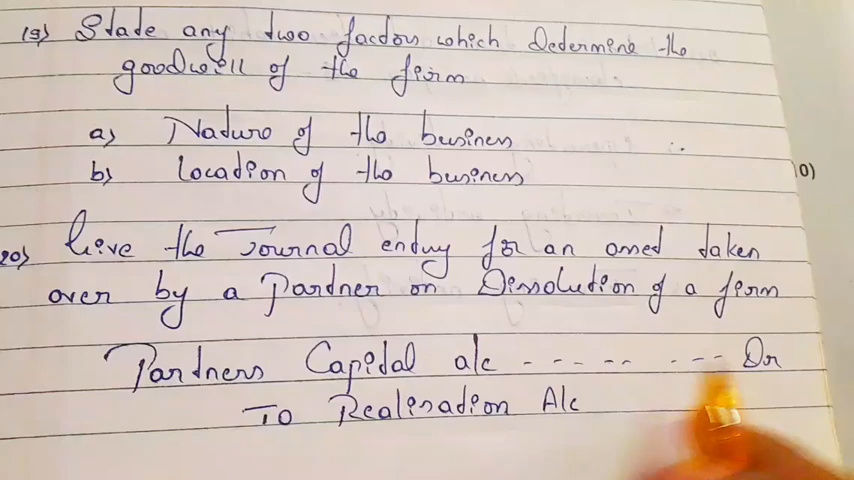 19) State any two factors which Determine the
goodwill of the firm
a) Nature of the business
b) Location of the business
20) Give the Journal entry for an asset taken
over by a Partner on Dissolution of a firm
Partners Capital a/c - - - - - - - - Dr
To Realisation A/c
0)